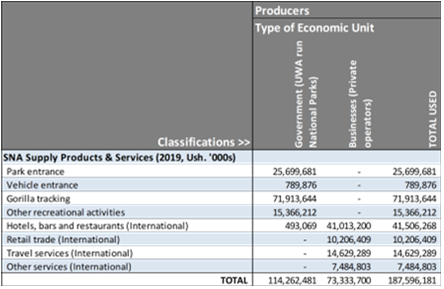 Producers
Type of Economic Unit
Classifications >>
Government (UWA run National Parks)
Businesses (Private operators)
TOTAL USED
SNA Supply Products & Services (2019, Ush. '000s)
Park entrance 25,699,681 - 25,699,681
Vehicle entrance 789,876 - 789,876
Gorilla tracking 71,913,644 - 71,913,644
Other recreational activities 15,366,212 - 15,366,212
Hotels, bars and restaurants (International) 493,069 41,013,200 41,506,268
Retail trade (International) - 10,206,409 10,206,409
Travel services (International) - 14,629,289 14,629,289
Other services (International) - 7,484,803 7,484,803
TOTAL 114,262,481 73,333,700 187,596,181